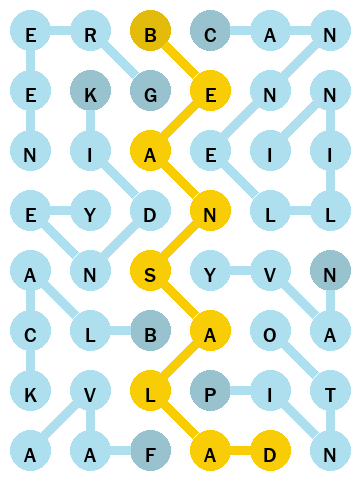 E R B C A N
E K G E N N
N I A E I I
E Y D N L L
A N S Y V N
C L B A O A
K V L P I T
A A F A D N